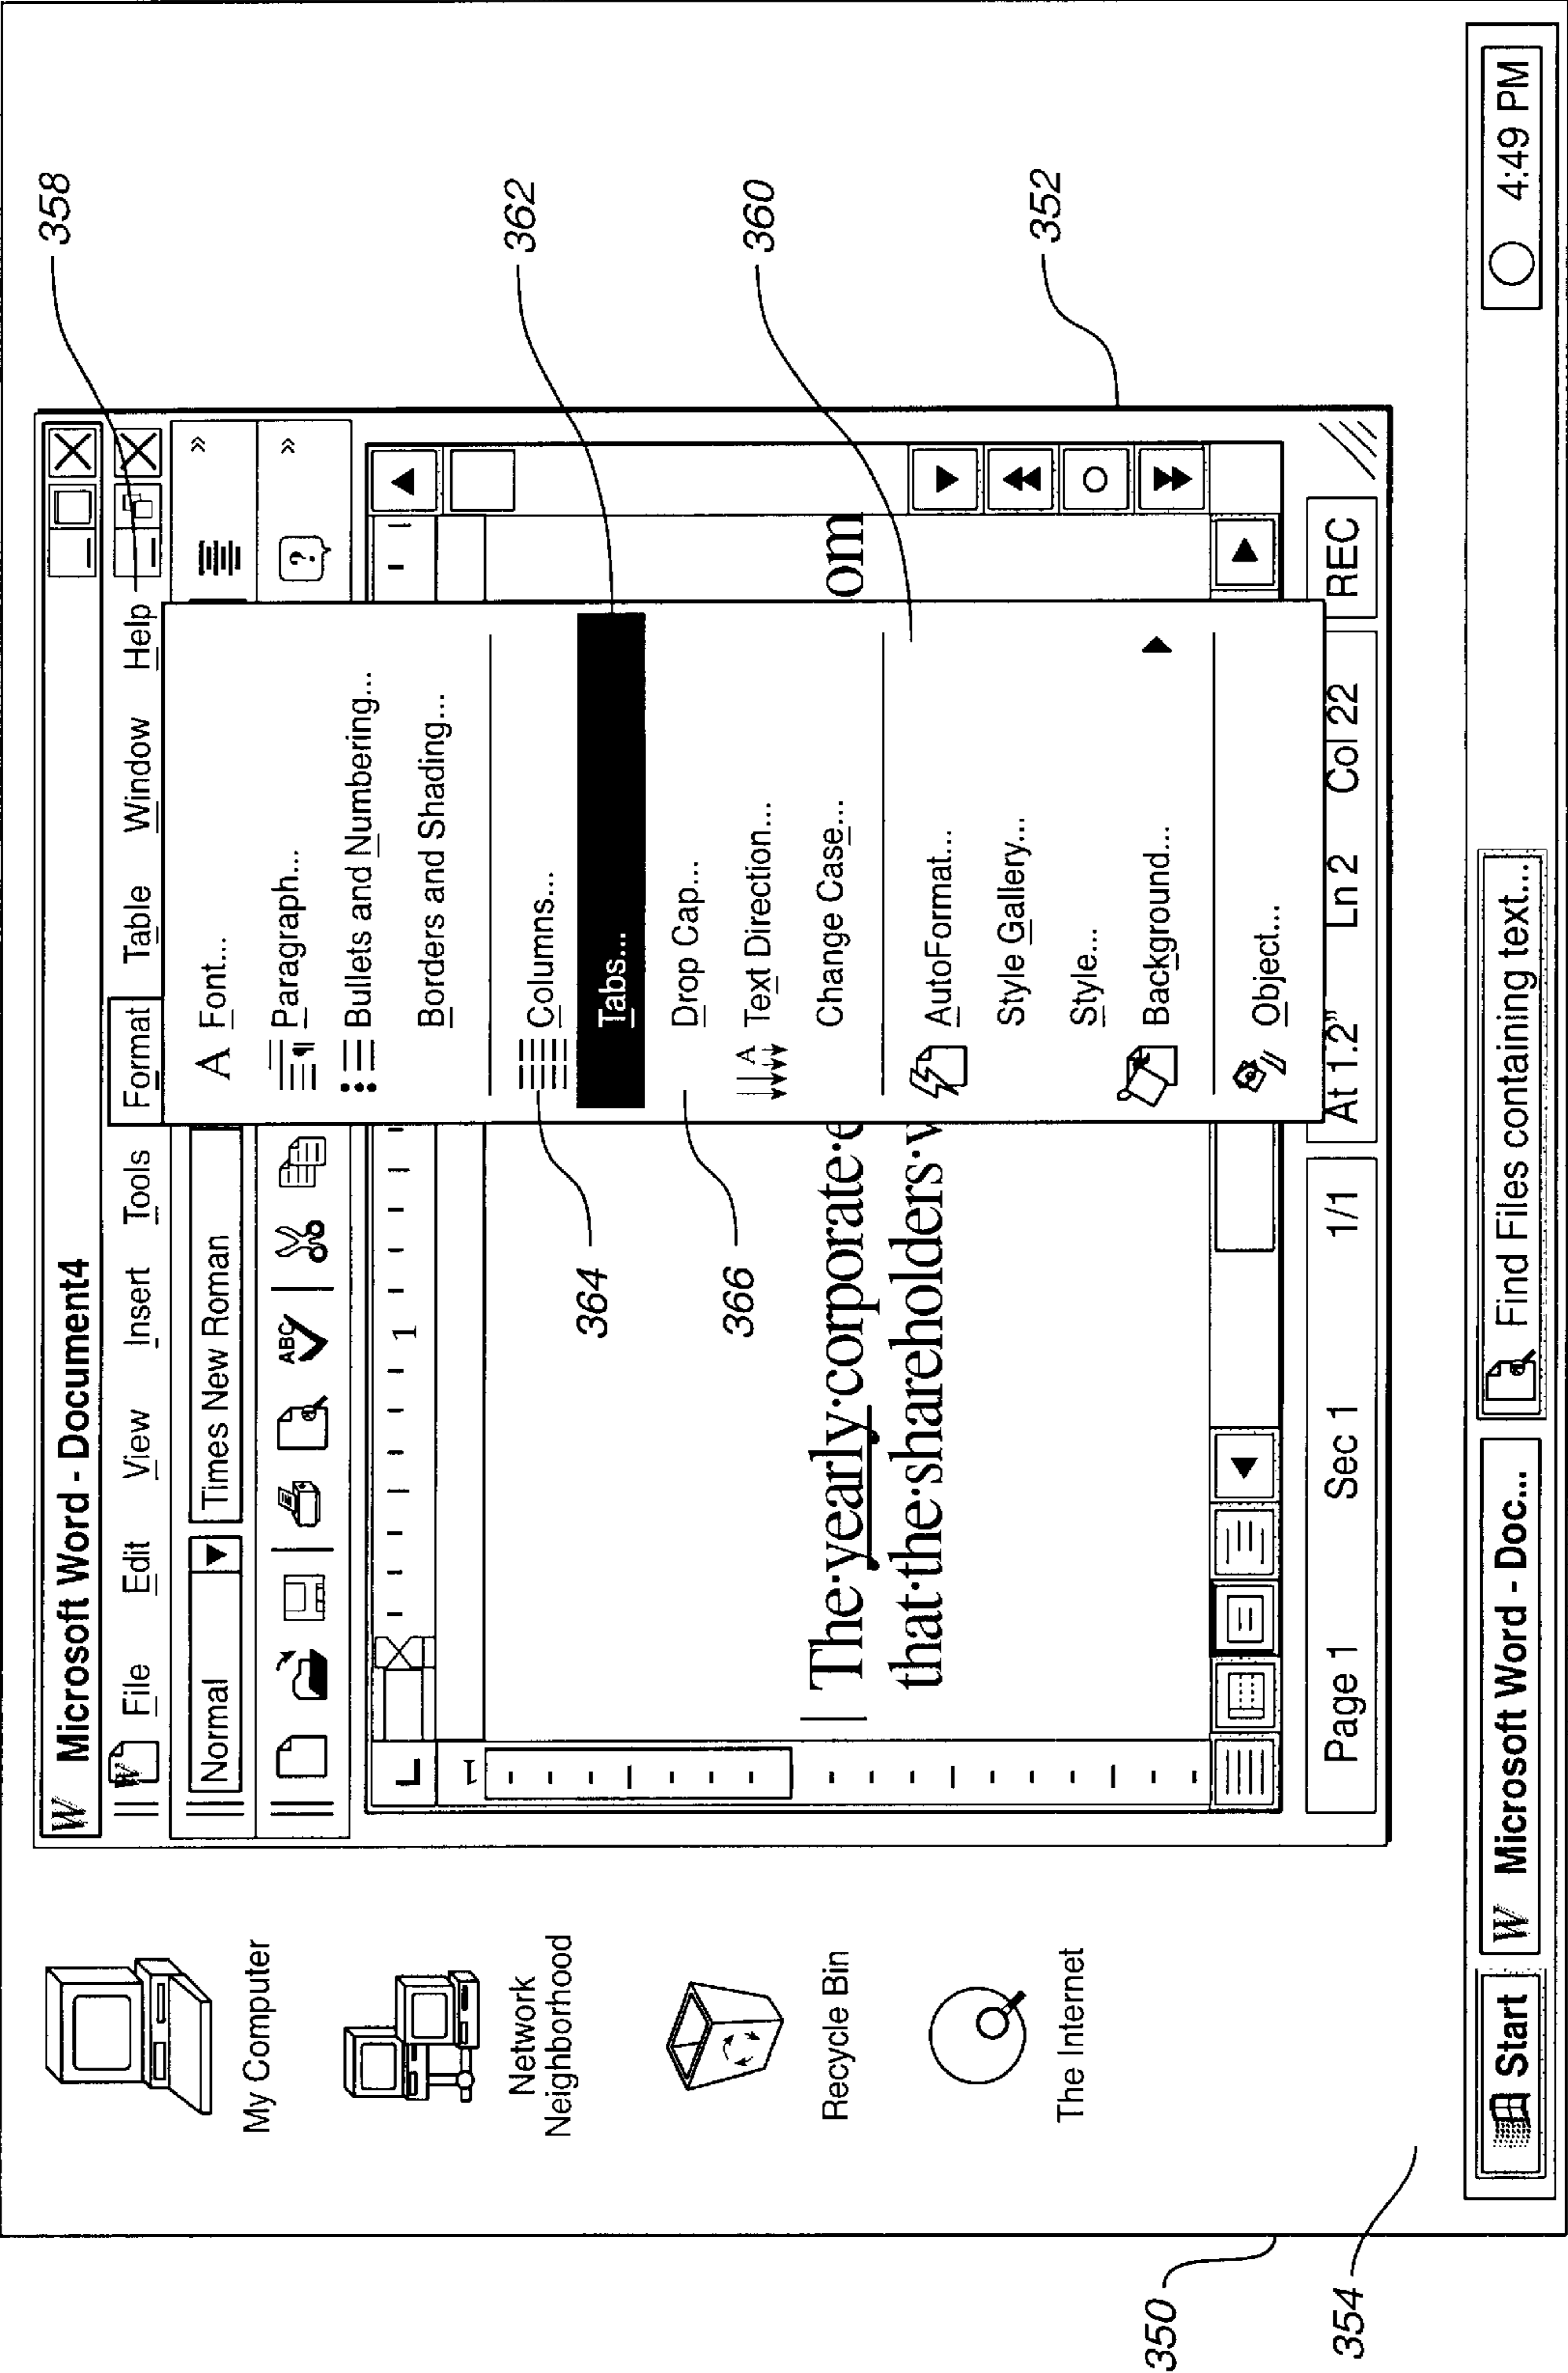 W Microsoft Word - Document4
W File Edit View Insert Tools Format Table Window Help
Normal Times New Roman
ABC ?
L 1
1
A Font...
Paragraph...
Bullets and Numbering...
Borders and Shading...
Columns...
Tabs...
Drop Cap...
A Text Direction...
Change Case...
AutoFormat...
Style Gallery...
Style...
Background...
Object...
The·yearly·corporate·e om
that·the·shareholders·v
Page 1 Sec 1 1/1 At 1.2” Ln 2 Col 22 REC
My Computer
Network
Neighborhood
Recycle Bin
The Internet
Start W Microsoft Word - Doc... Find Files containing text... 4:49 PM
358
362
360
352
364
366
350
354